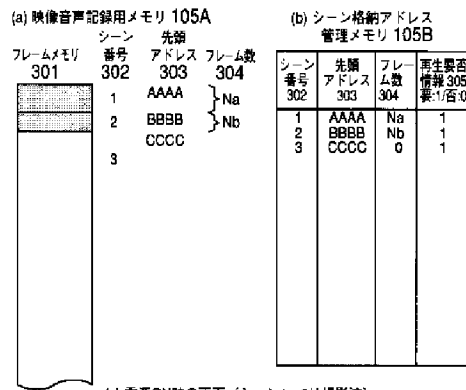 (a) 映像音声記録用メモリ 105A
フレームメモリ 301
シーン番号 302
先頭アドレス 303
フレーム数 304
1 AAAA Na
2 BBBB Nb
3 CCCC
(b) シーン格納アドレス
管理メモリ 105B
シーン番号 302
先頭アドレス 303
フレーム数 304
再生要否情報305 要:1/否:0
1 AAAA Na 1
2 BBBB Nb 1
3 CCCC 0 1